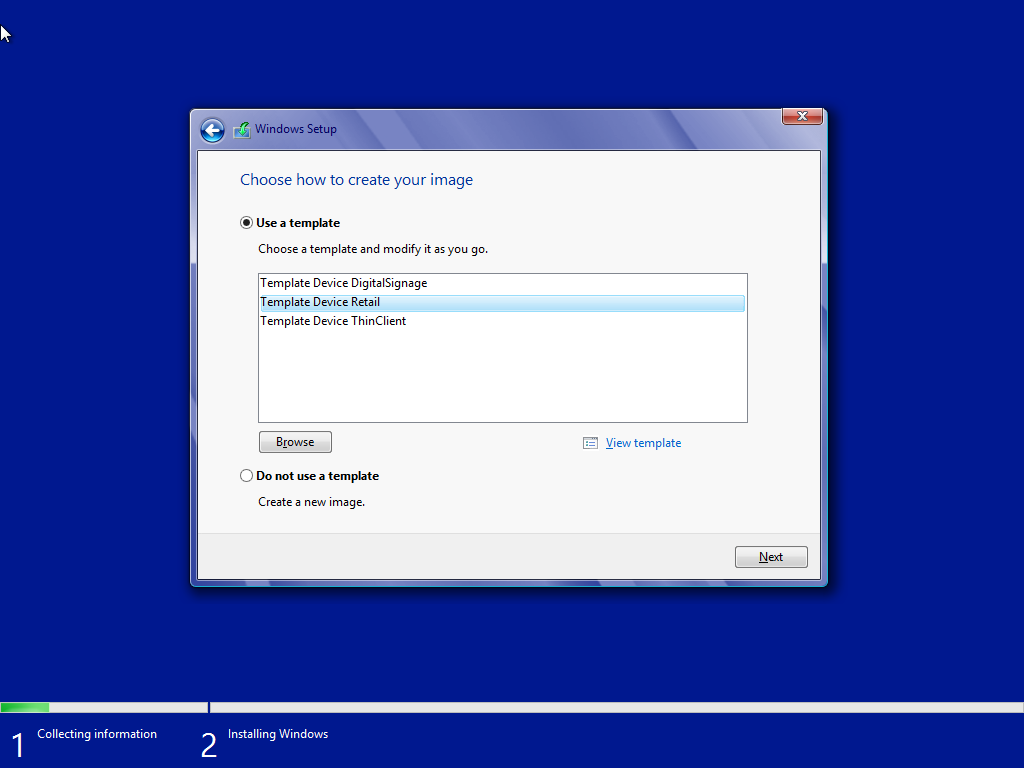 Windows Setup
Choose how to create your image
Use a template
Choose a template and modify it as you go.
Template Device DigitalSignage
Template Device Retail
Template Device ThinClient
Browse
View template
Do not use a template
Create a new image.
Next
1 Collecting information 2 Installing Windows